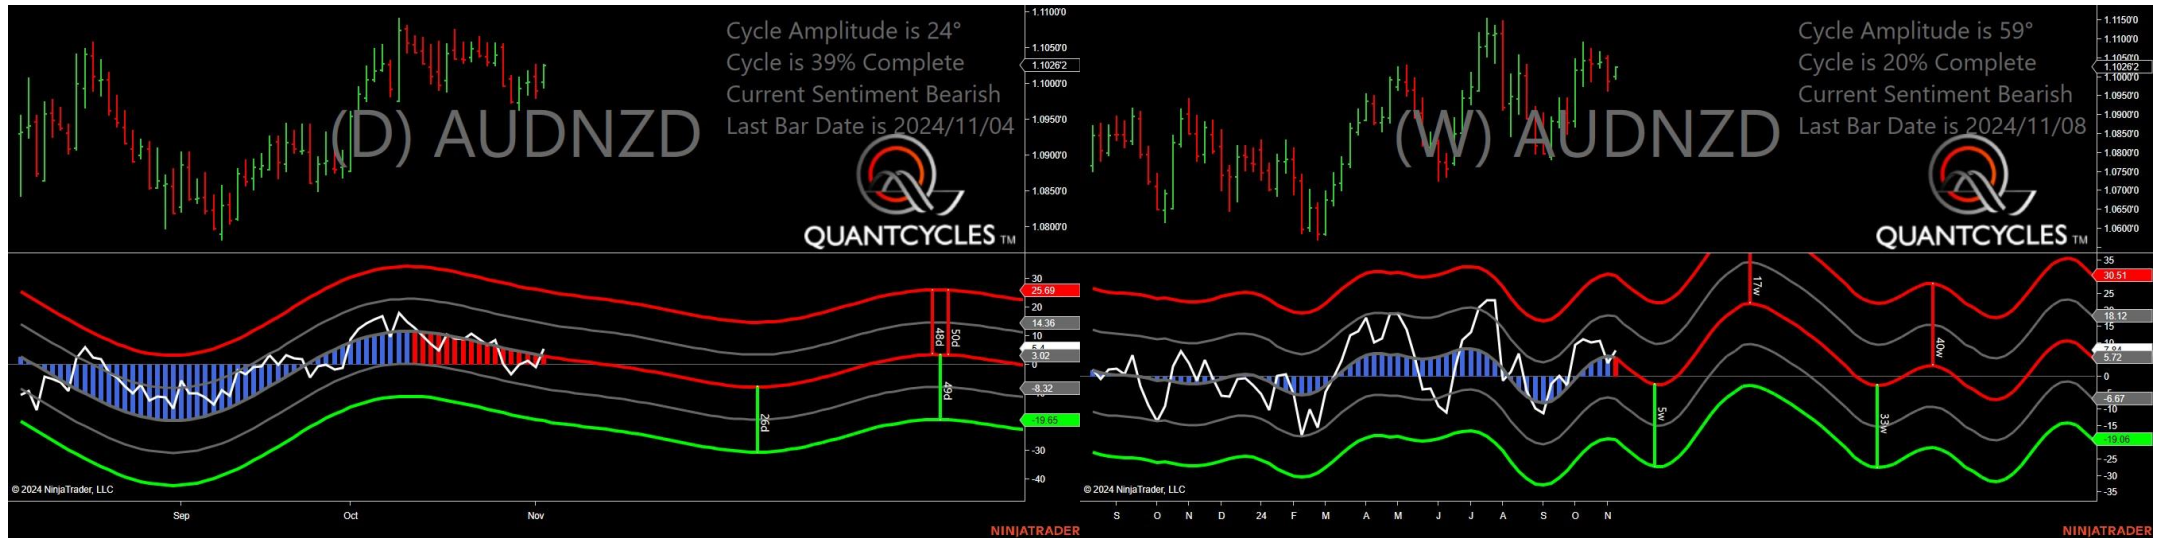 Cycle Amplitude is 24°
Cycle is 39% Complete
Current Sentiment Bearish
Last Bar Date is 2024/11/04
(D) AUDNZD
QUANTCYCLES TM
1.1100'0
1.1050'0
1.1026'2
1.1000'0
1.0950'0
1.0900'0
1.0850'0
1.0800'0
30
25.69
20
14.36
10
3.02
0
-8.32
-19.65
-30
-40
48d
50d
49d
26d
© 2024 NinjaTrader, LLC
Sep Oct Nov
NINJATRADER
Cycle Amplitude is 59°
Cycle is 20% Complete
Current Sentiment Bearish
Last Bar Date is 2024/11/08
(W) AUDNZD
QUANTCYCLES TM
1.1150'0
1.1100'0
1.1026'2
1.1000'0
1.0950'0
1.0900'0
1.0850'0
1.0800'0
1.0750'0
1.0700'0
1.0650'0
1.0600'0
35
30.51
25
18.12
15
5.72
0
-6.67
-10
-15
-19.06
-25
-30
-35
17w
40w
5w
33w
© 2024 NinjaTrader, LLC
S O N D 24 F M A M J J A S O N
NINJATRADER